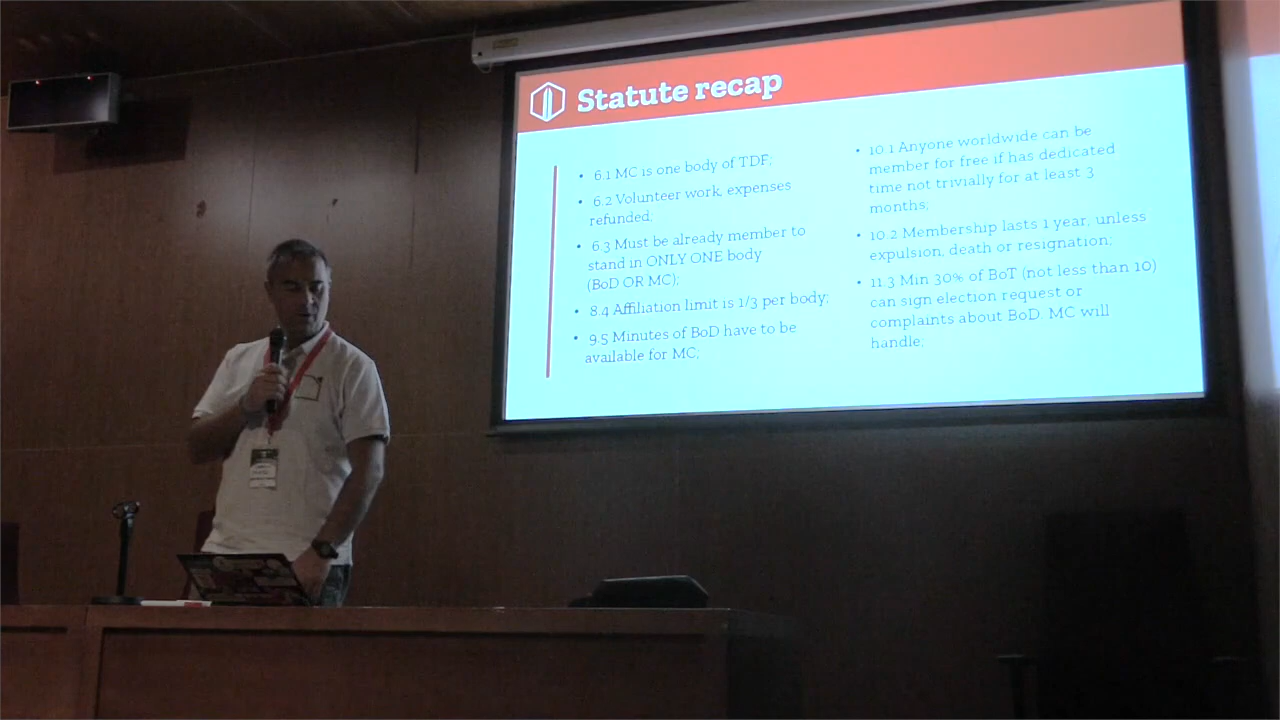 Statute recap
• 6.1 MC is one body of TDF;
• 6.2 Volunteer work, expenses
refunded;
• 6.3 Must be already member to
stand in ONLY ONE body
(BoD OR MC);
• 8.4 Affiliation limit is 1/3 per body;
• 9.5 Minutes of BoD have to be
available for MC;
• 10.1 Anyone worldwide can be
member for free if has dedicated
time not trivially for at least 3
months;
• 10.2 Membership lasts 1 year, unless
expulsion, death or resignation;
• 11.3 Min 30% of BoT (not less than 10)
can sign election request or
complaints about BoD. MC will
handle;